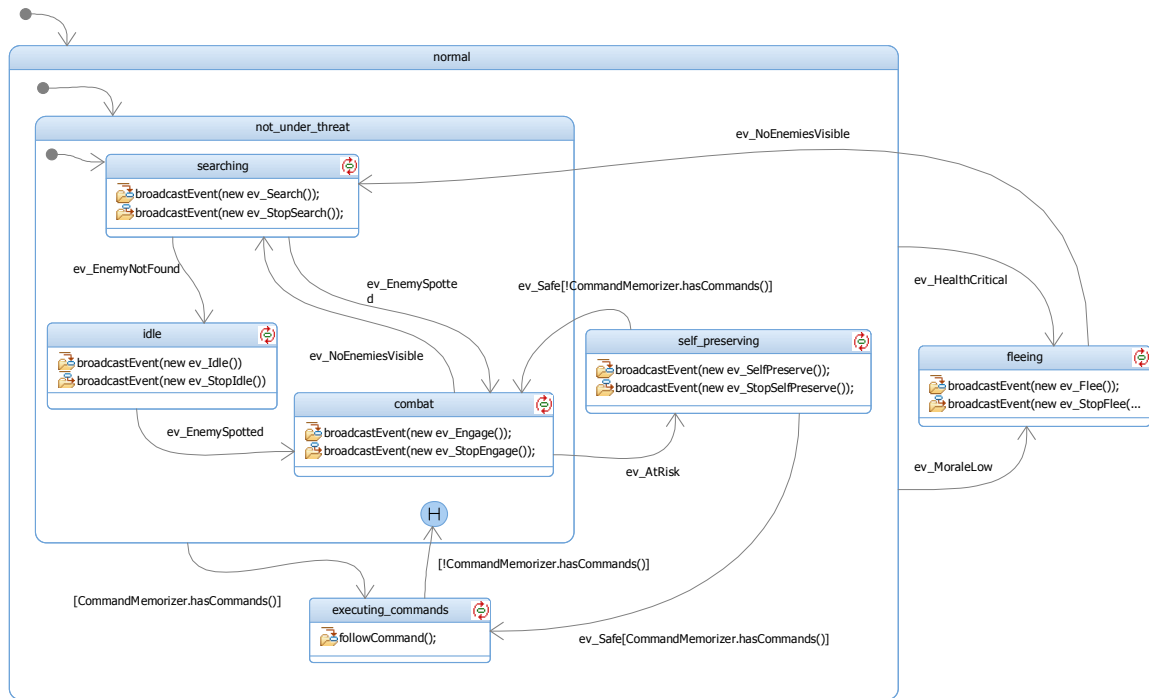 normal
not_under_threat
ev_NoEnemiesVisible
searching
broadcastEvent(new ev_Search());
broadcastEvent(new ev_StopSearch());
ev_EnemyNotFound
ev_EnemySpotte
d
ev_Safe[!CommandMemorizer.hasCommands()]
ev_HealthCritical
idle
broadcastEvent(new ev_Idle())
broadcastEvent(new ev_StopIdle())
ev_NoEnemiesVisible
self_preserving
broadcastEvent(new ev_SelfPreserve());
broadcastEvent(new ev_StopSelfPreserve());
fleeing
broadcastEvent(new ev_Flee());
broadcastEvent(new ev_StopFlee(...
combat
broadcastEvent(new ev_Engage());
broadcastEvent(new ev_StopEngage());
ev_EnemySpotted
ev_AtRisk
ev_MoraleLow
H
[!CommandMemorizer.hasCommands()]
[CommandMemorizer.hasCommands()]
executing_commands
followCommand();
ev_Safe[CommandMemorizer.hasCommands()]